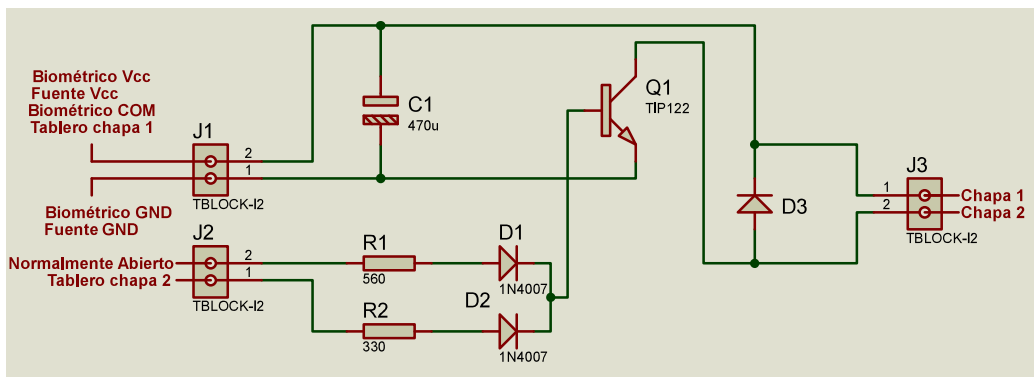 Biométrico Vcc
Fuente Vcc
Biométrico COM
Tablero chapa 1
J1
2
1
TBLOCK-I2
Biométrico GND
Fuente GND
C1
470u
Q1
TIP122
D3
J3
1
2
TBLOCK-I2
Chapa 1
Chapa 2
J2
Normalmente Abierto
Tablero chapa 2
2
1
TBLOCK-I2
R1
560
D1
1N4007
R2
330
D2
1N4007